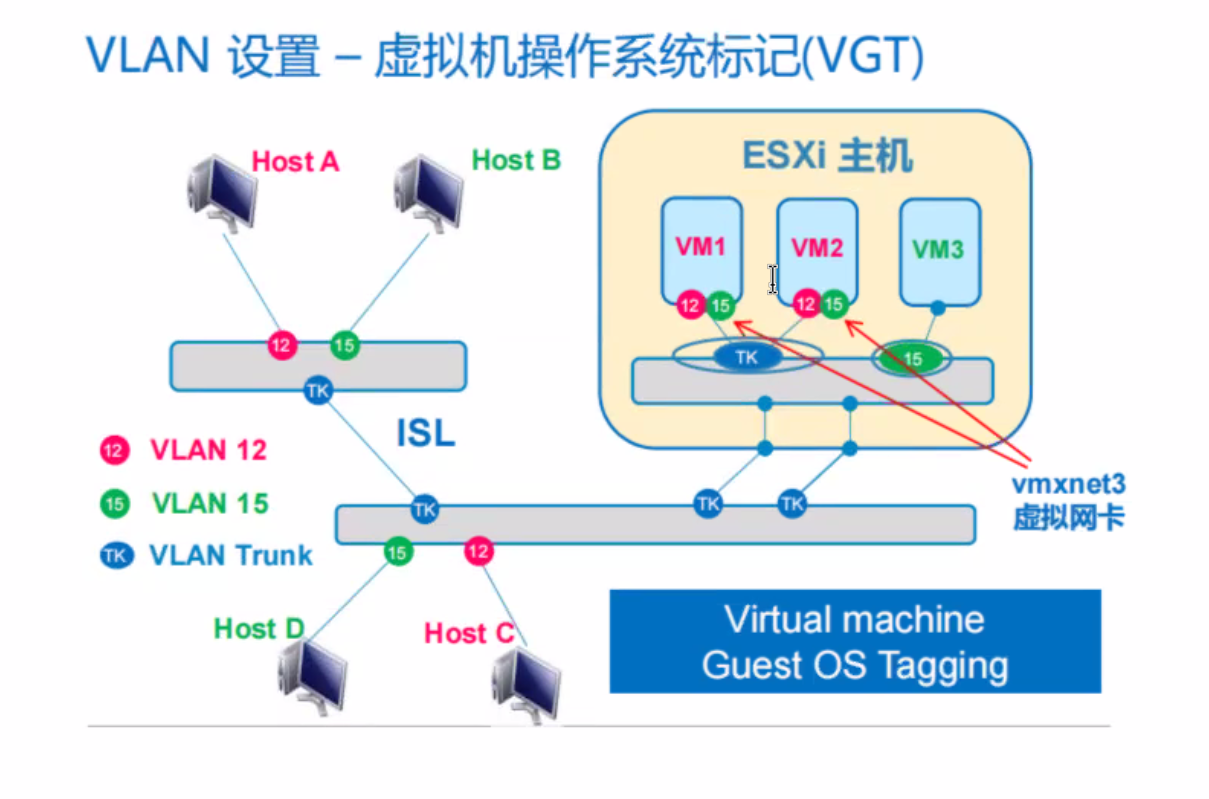 VLAN 设置 – 虚拟机操作系统标记(VGT)
Host A
Host B
ESXi 主机
VM1
VM2
VM3
12
15
12
15
TK
15
12
15
TK
ISL
12 VLAN 12
15 VLAN 15
TK VLAN Trunk
TK
TK
TK
15
12
vmxnet3
虚拟网卡
Host D
Host C
Virtual machine
Guest OS Tagging